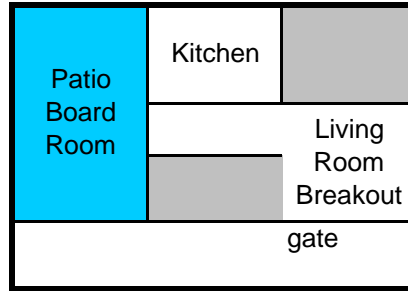 Patio
Board
Room
Kitchen
Living
Room
Breakout
gate